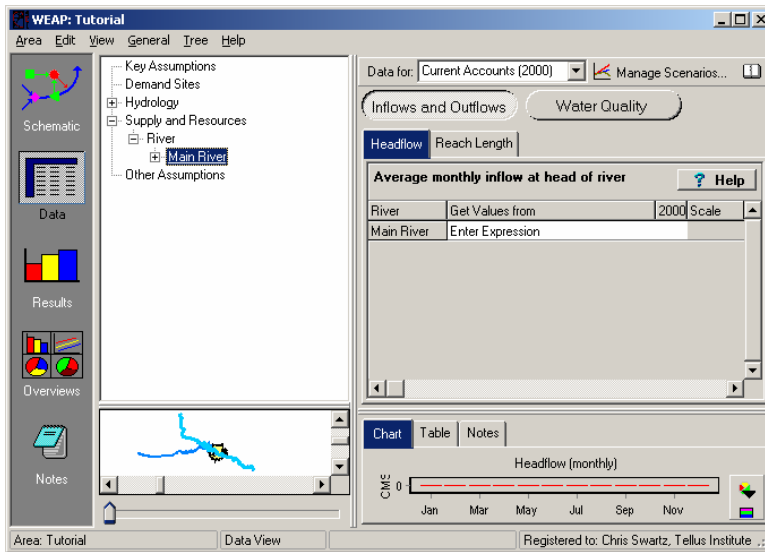 WEAP: Tutorial
Area Edit View General Tree Help
Schematic
Data
Results
Overviews
Notes
Key Assumptions
Demand Sites
Hydrology
Supply and Resources
River
Main River
Other Assumptions
Data for: Current Accounts (2000) Manage Scenarios...
Inflows and Outflows Water Quality
Headflow Reach Length
Average monthly inflow at head of river ? Help
River Get Values from 2000 Scale
Main River Enter Expression
Chart Table Notes
Headflow (monthly)
CMS
0
Jan Mar May Jul Sep Nov
Area: Tutorial Data View Registered to: Chris Swartz, Tellus Institute